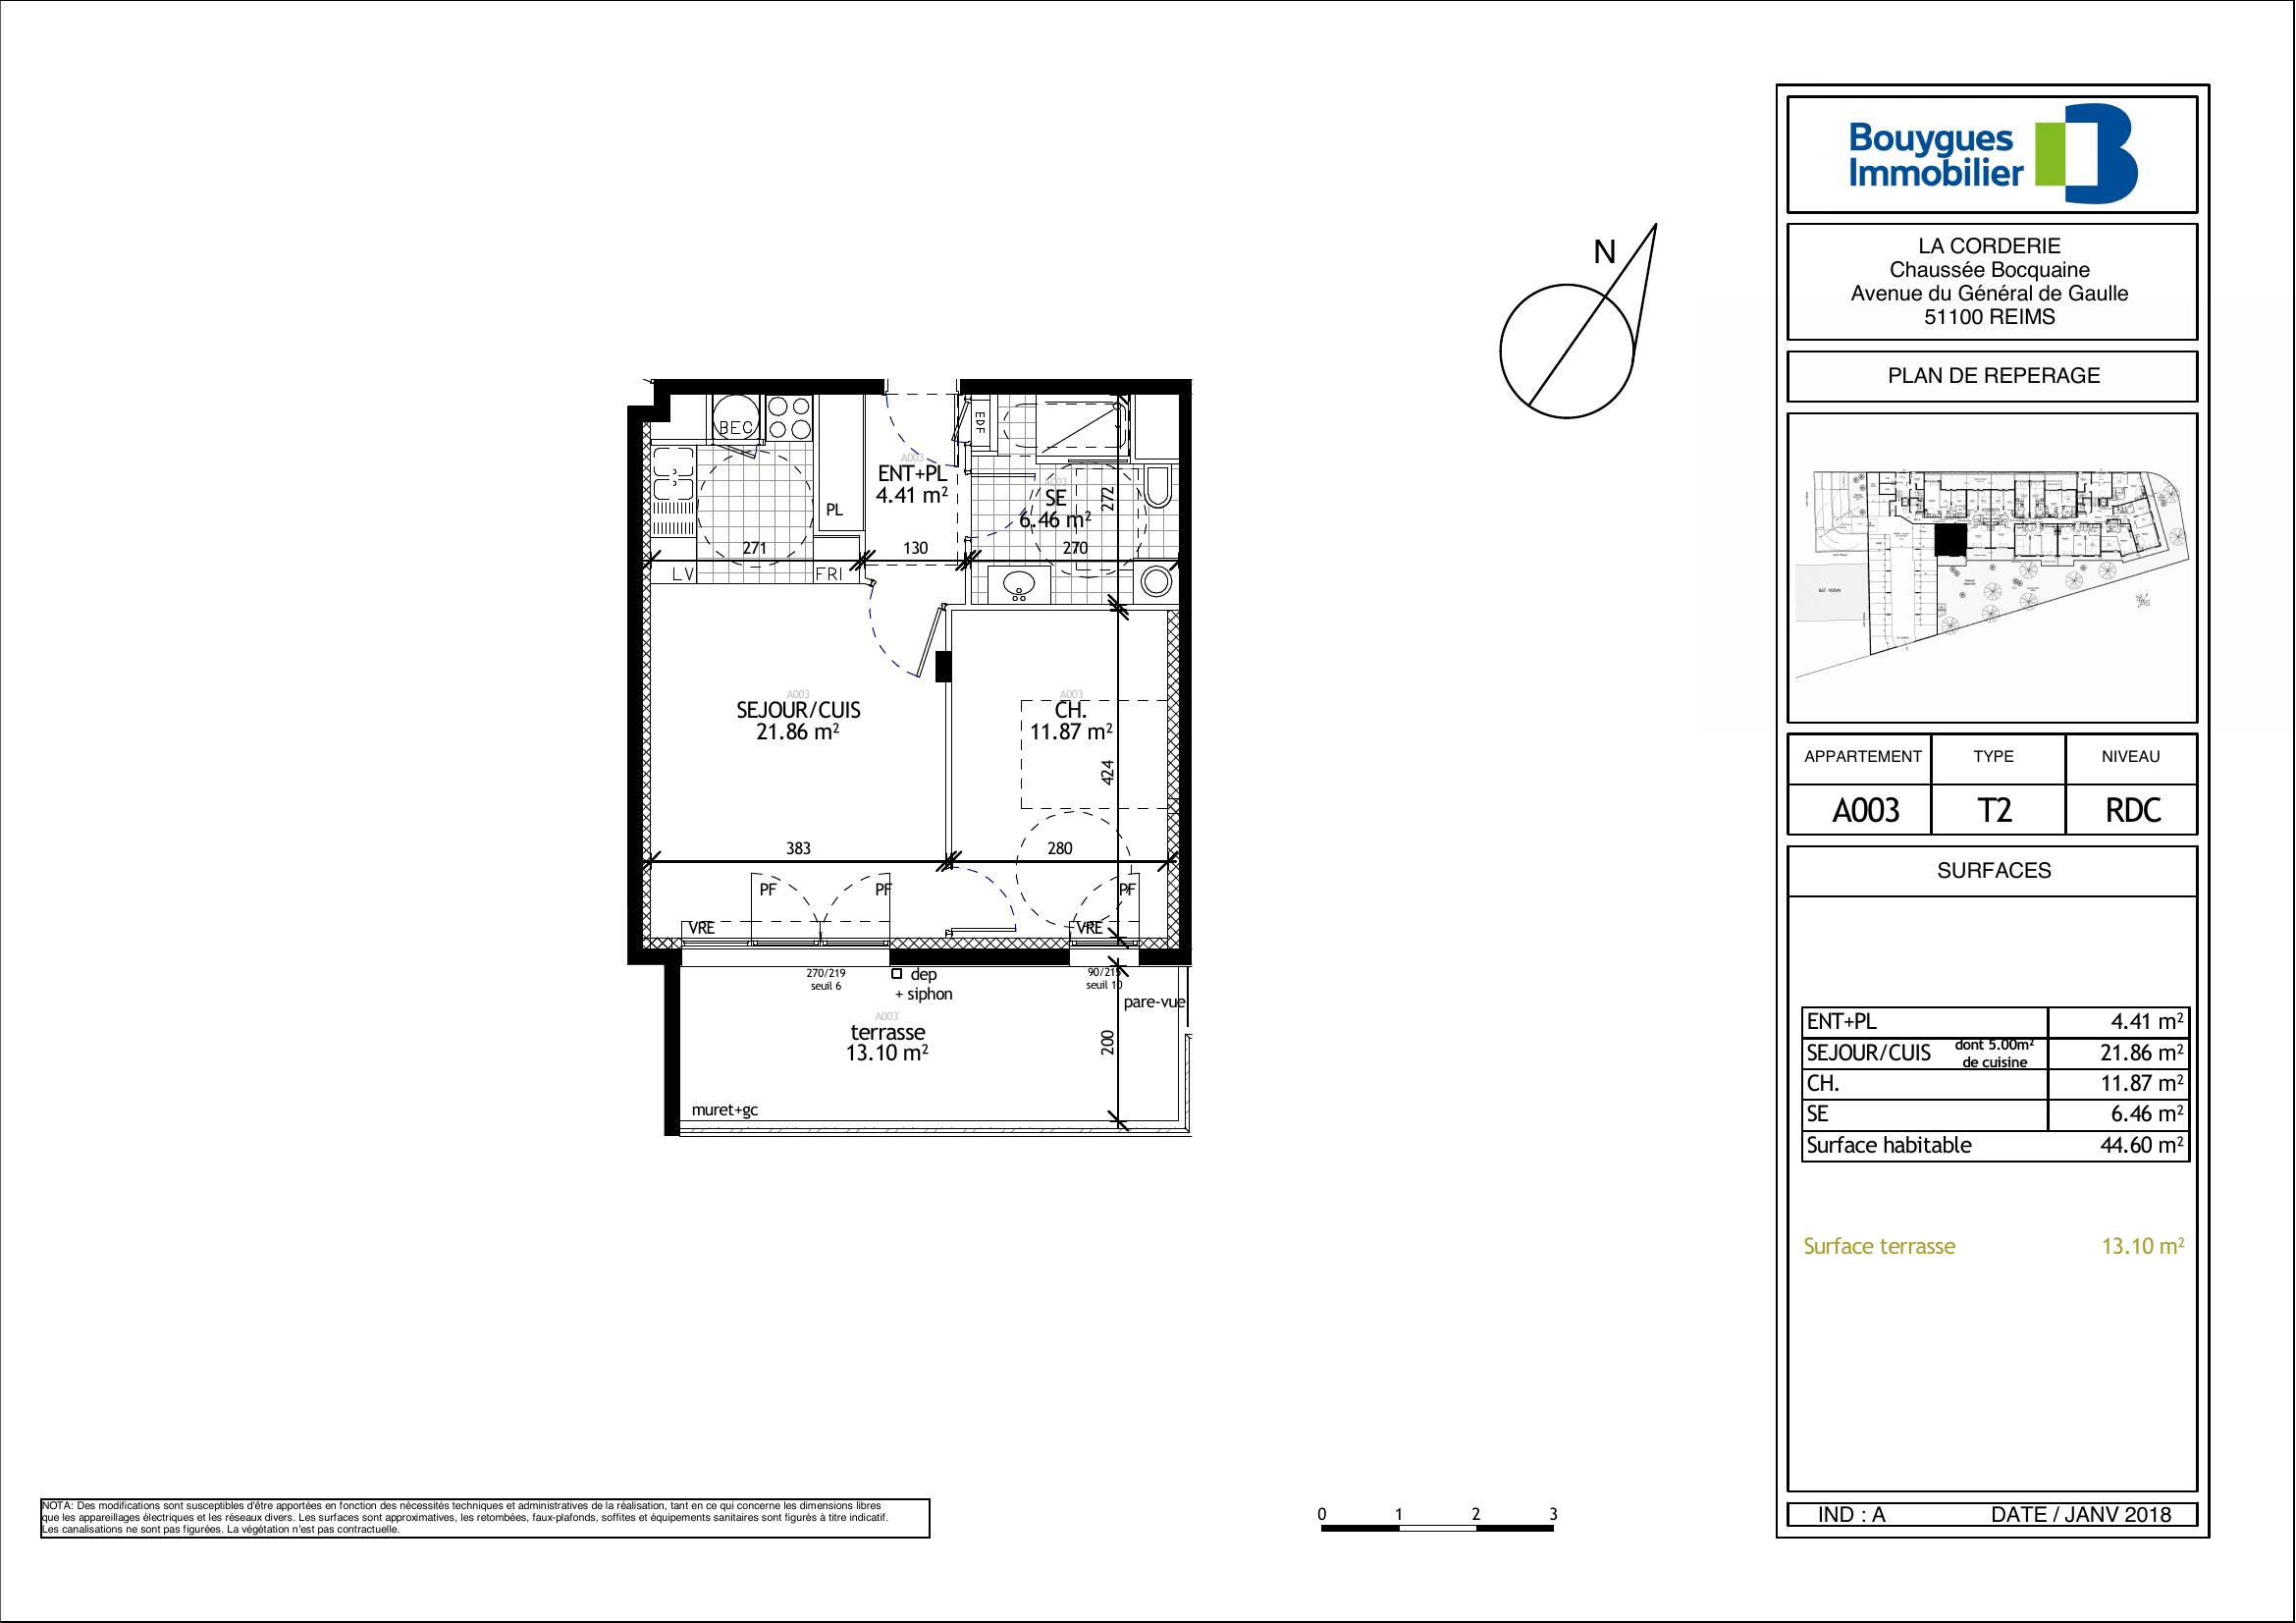 Bouygues
Immobilier
LA CORDERIE
Chaussée Bocquaine
Avenue du Général de Gaulle
51100 REIMS
PLAN DE REPERAGE
BAT. VOISIN
APPARTEMENT TYPE NIVEAU
A003 T2 RDC
SURFACES
ENT+PL 4.41 m²
SEJOUR/CUIS dont 5.00m² de cuisine 21.86 m²
CH. 11.87 m²
SE 6.46 m²
Surface habitable 44.60 m²
Surface terrasse 13.10 m²
IND : A DATE / JANV 2018
N
BEC
EDF
A003
ENT+PL
4.41 m²
PL
A003
SE
6.46 m²
272
271
130
270
LV
FRI
A003
SEJOUR/CUIS
21.86 m²
A003
CH.
11.87 m²
424
383
280
PF
PF
PF
VRE
VRE
270/219
seuil 6
dep
+ siphon
90/219
seuil 10
pare-vue
A003'
terrasse
13.10 m²
200
muret+gc
0 1 2 3
NOTA: Des modifications sont susceptibles d'être apportées en fonction des nécessités techniques et administratives de la réalisation, tant en ce qui concerne les dimensions libres
que les appareillages électriques et les réseaux divers. Les surfaces sont approximatives, les retombées, faux-plafonds, soffites et équipements sanitaires sont figurés à titre indicatif.
Les canalisations ne sont pas figurées. La végétation n'est pas contractuelle.